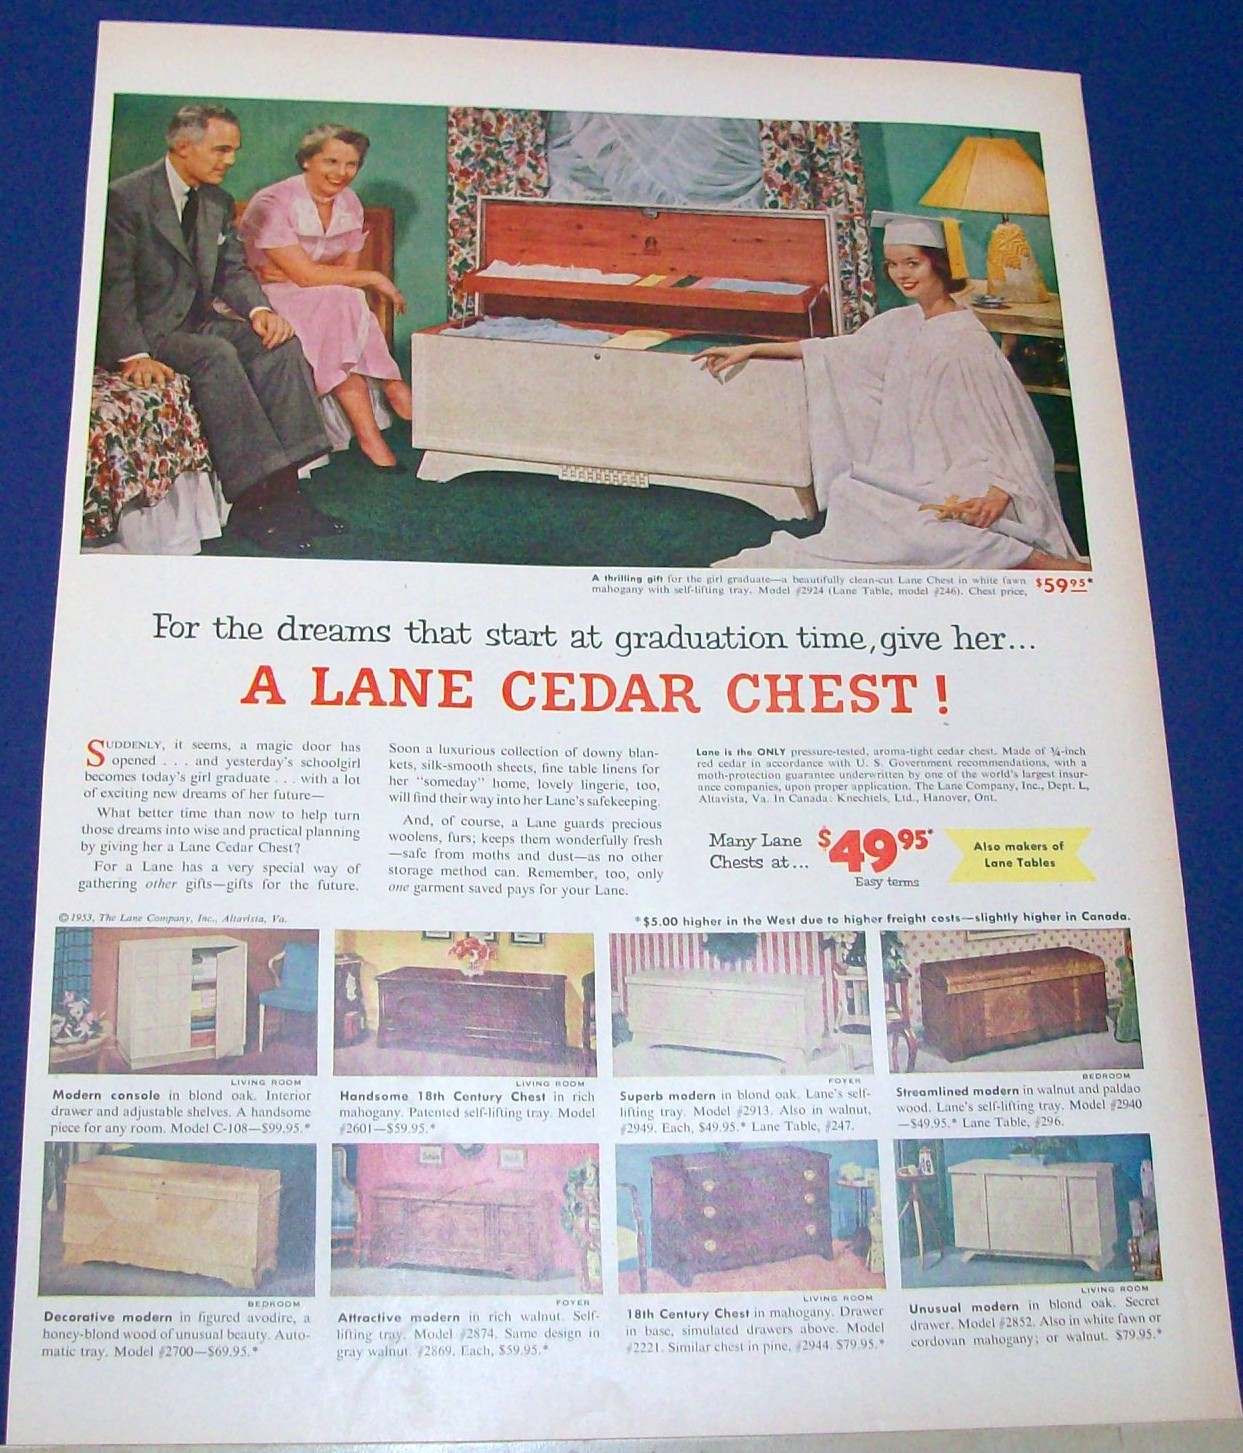 A thrilling gift for the girl graduate—a beautifully clean-cut Lane Chest in white fawn
mahogany with self-lifting tray. Model #2924 (Lane Table, model #246). Chest price, $59.95*
For the dreams that start at graduation time, give her...
A LANE CEDAR CHEST!
SUDDENLY, it seems, a magic door has
opened . . . and yesterday's schoolgirl
becomes today's girl graduate . . . with a lot
of exciting new dreams of her future—
What better time than now to help turn
those dreams into wise and practical planning
by giving her a Lane Cedar Chest?
For a Lane has a very special way of
gathering other gifts—gifts for the future.
Soon a luxurious collection of downy blan-
kets, silk-smooth sheets, fine table linens for
her "someday" home, lovely lingerie, too,
will find their way into her Lane's safekeeping.
And, of course, a Lane guards precious
woolens, furs; keeps them wonderfully fresh
—safe from moths and dust—as no other
storage method can. Remember, too, only
one garment saved pays for your Lane.
Lane is the ONLY pressure-tested, aroma-tight cedar chest. Made of ¾-inch
red cedar in accordance with U. S. Government recommendations, with a
moth-protection guarantee underwritten by one of the world's largest insur-
ance companies, upon proper application. The Lane Company, Inc., Dept. L,
Altavista, Va. In Canada: Knechtels, Ltd., Hanover, Ont.
Many Lane
Chests at...
$49.95*
Easy terms
Also makers of
Lane Tables
©1953, The Lane Company, Inc., Altavista, Va.
*$5.00 higher in the West due to higher freight costs—slightly higher in Canada.
LIVING ROOM
Modern console in blond oak. Interior
drawer and adjustable shelves. A handsome
piece for any room. Model C-108—$99.95.*
LIVING ROOM
Handsome 18th Century Chest in rich
mahogany. Patented self-lifting tray. Model
#2601—$59.95.*
FOYER
Superb modern in blond oak. Lane's self-
lifting tray. Model #2913. Also in walnut,
#2949. Each, $49.95.* Lane Table, #247.
BEDROOM
Streamlined modern in walnut and paldao
wood. Lane's self-lifting tray. Model #2940
—$49.95.* Lane Table, #296.
BEDROOM
Decorative modern in figured avodire, a
honey-blond wood of unusual beauty. Auto-
matic tray. Model #2700—$69.95.*
FOYER
Attractive modern in rich walnut. Self-
lifting tray. Model #2874. Same design in
gray walnut #2869. Each, $59.95.*
LIVING ROOM
18th Century Chest in mahogany. Drawer
in base, simulated drawers above. Model
#2221. Similar chest in pine, #2944. $79.95.*
LIVING ROOM
Unusual modern in blond oak. Secret
drawer. Model #2852. Also in white fawn or
cordovan mahogany; or walnut. $79.95.*